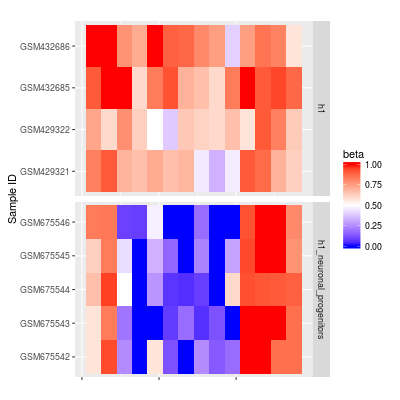 GSM432686
GSM432685
GSM429322
GSM429321
GSM675546
GSM675545
GSM675544
GSM675543
GSM675542
Sample ID
h1
h1_neuronal_progenitors
beta
1.00
0.75
0.50
0.25
0.00